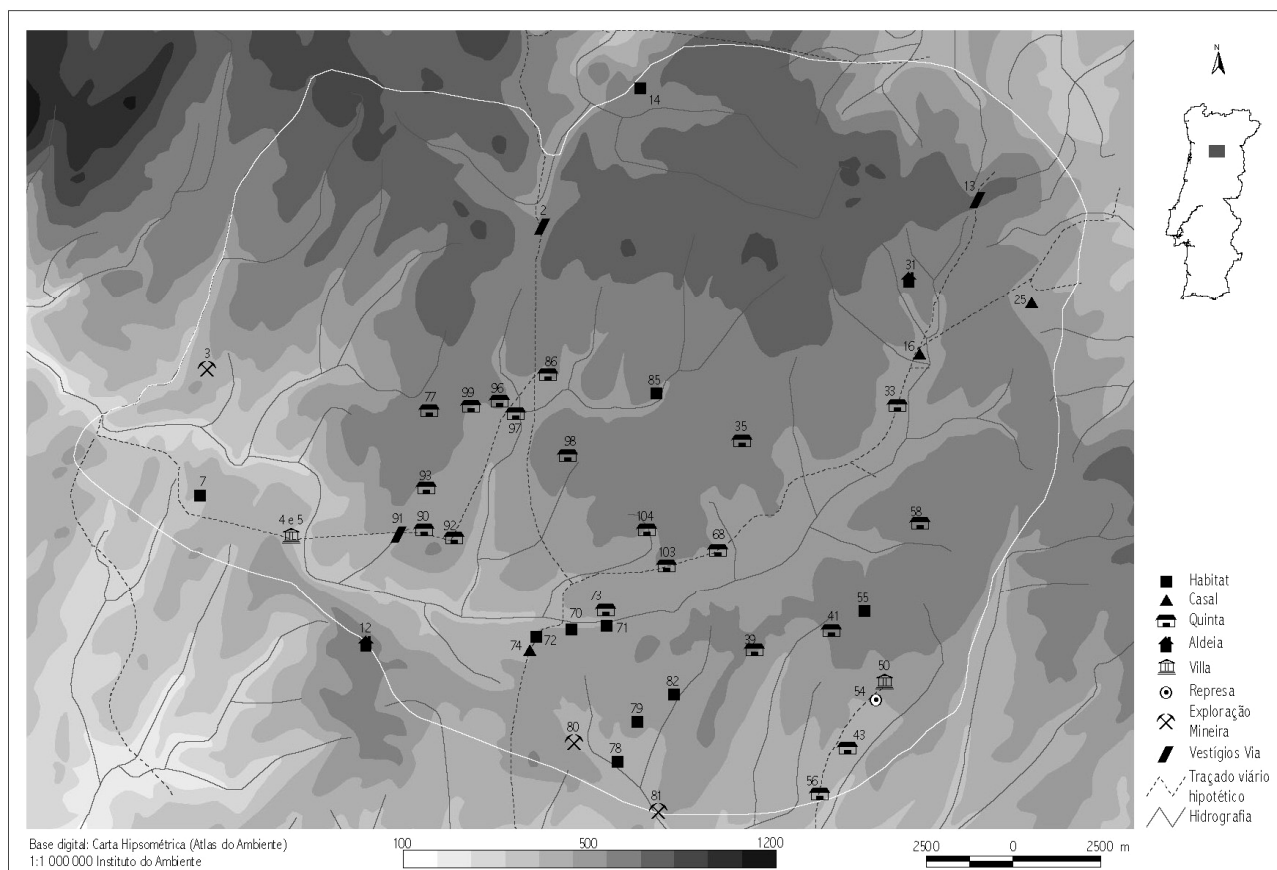 N
14
13
2
31
25
3
16
86
85
77
99
96
97
33
35
98
7
93
4 e 5
91
90
92
104
68
58
103
12
73
70
71
72
74
55
41
39
50
54
82
79
80
78
43
56
81
Habitat
Casal
Quinta
Aldeia
Villa
Represa
Exploração
Mineira
Vestígios Via
Traçado viário
hipotético
Hidrografia
Base digital: Carta Hipsométrica (Atlas do Ambiente)
1:1 000 000 Instituto do Ambiente
100 500 1200
2500 0 2500 m